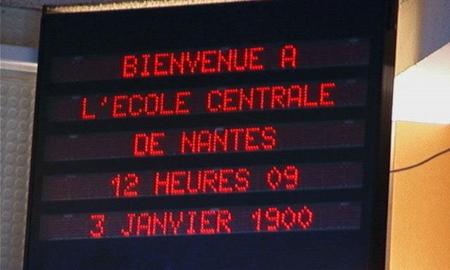 BIENVENUE A
L'ECOLE CENTRALE
DE NANTES
12 HEURES 09
3 JANVIER 1900